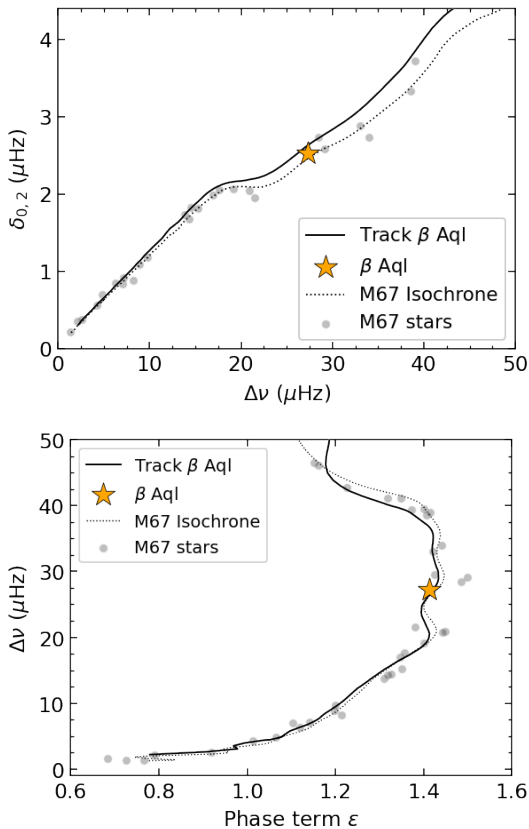 4
3
2
1
0
δ0, 2 (μHz)
Track β Aql
β Aql
M67 Isochrone
M67 stars
0 10 20 30 40 50
Δν (μHz)
50
40
30
20
10
0
Δν (μHz)
Track β Aql
β Aql
M67 Isochrone
M67 stars
0.6 0.8 1.0 1.2 1.4 1.6
Phase term ε